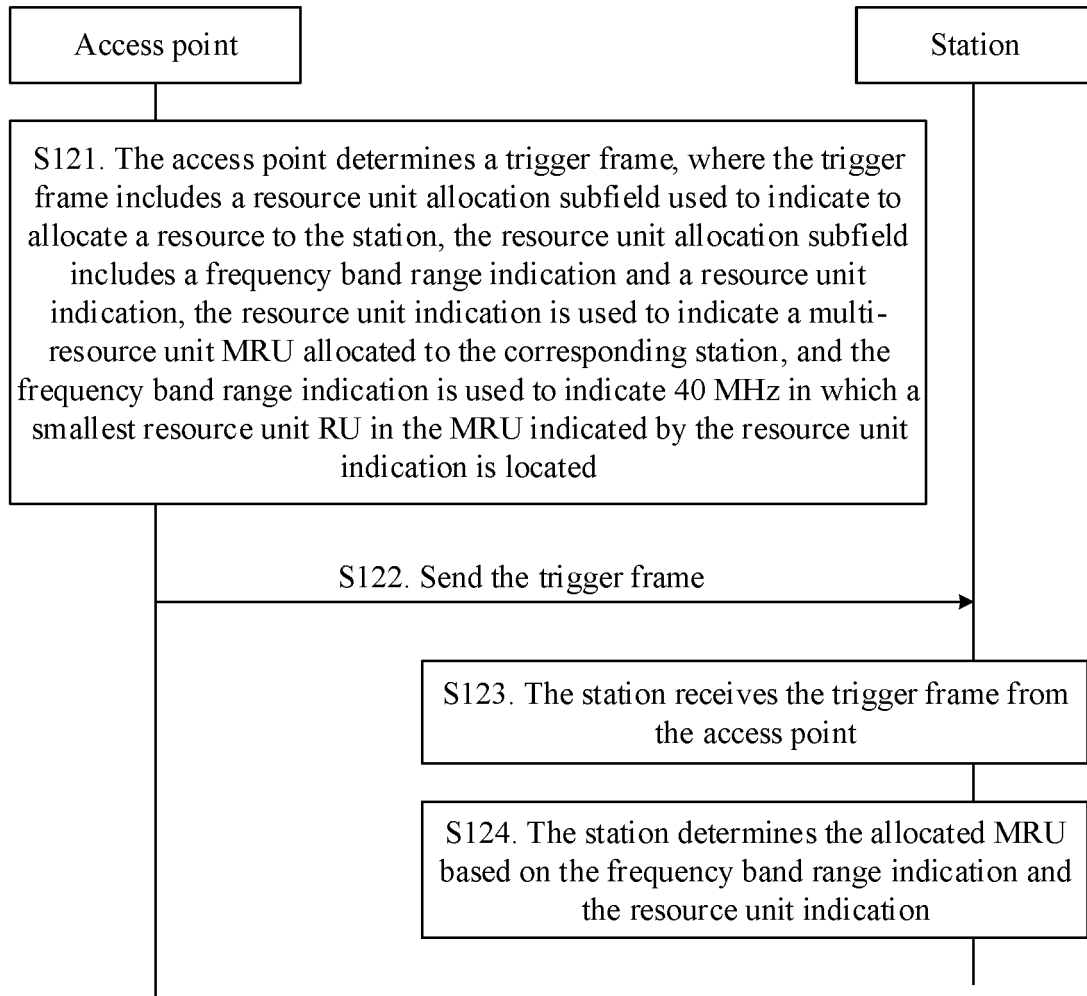 Access point
Station
S121. The access point determines a trigger frame, where the trigger
frame includes a resource unit allocation subfield used to indicate to
allocate a resource to the station, the resource unit allocation subfield
includes a frequency band range indication and a resource unit
indication, the resource unit indication is used to indicate a multi-
resource unit MRU allocated to the corresponding station, and the
frequency band range indication is used to indicate 40 MHz in which a
smallest resource unit RU in the MRU indicated by the resource unit
indication is located
S122. Send the trigger frame
S123. The station receives the trigger frame from
the access point
S124. The station determines the allocated MRU
based on the frequency band range indication and
the resource unit indication